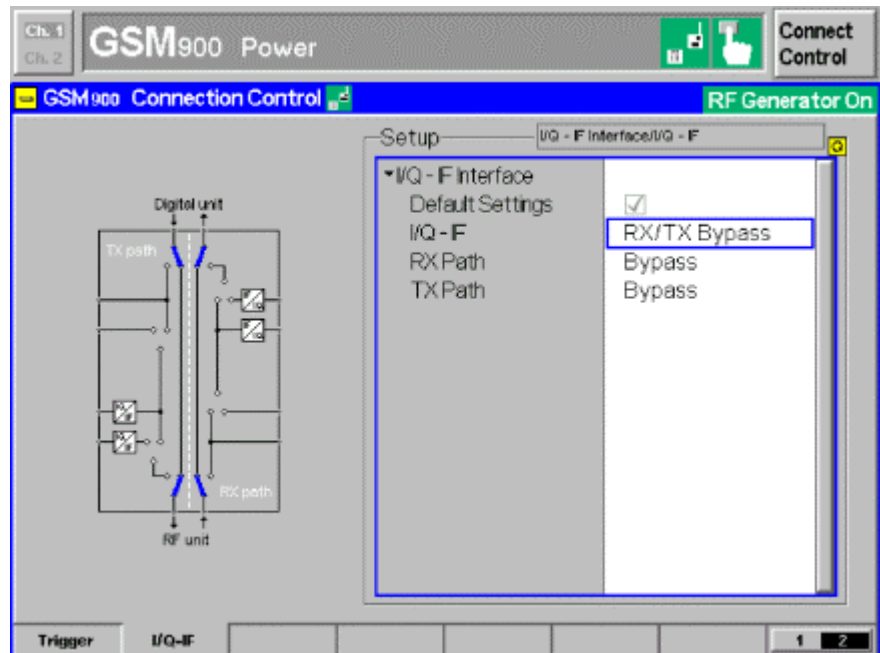 Ch. 1
Ch. 2
GSM900 Power
Connect
Control
GSM900 Connection Control
RF Generator On
Setup
I/Q - IF Interface/I/Q - IF
I/Q - IF Interface
Default Settings
I/Q - IF
RX/TX Bypass
RX Path
Bypass
TX Path
Bypass
Digital unit
TX path
RX path
RF unit
Trigger
I/Q-IF
1 2